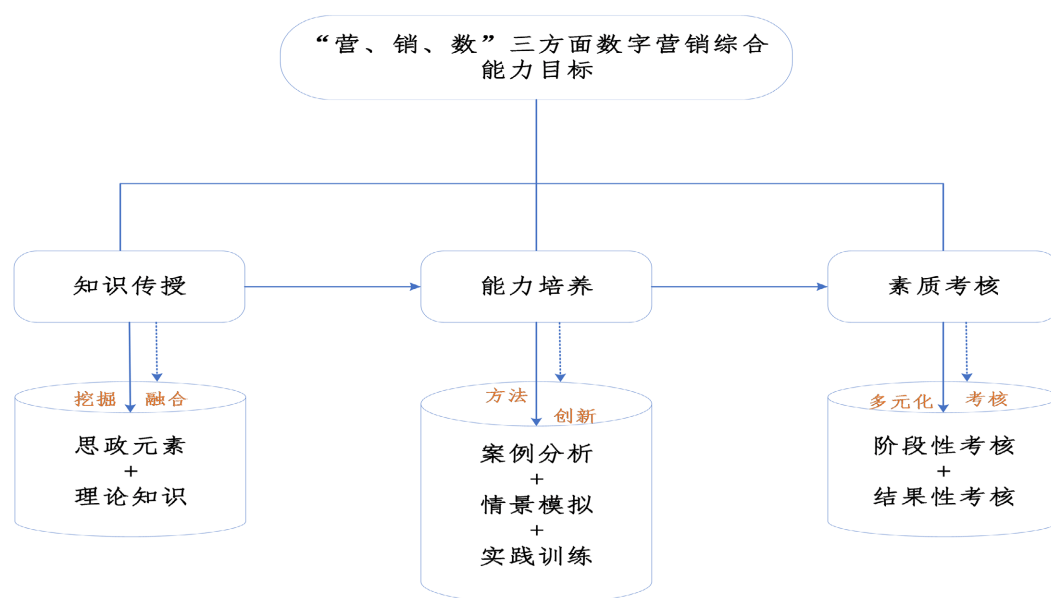 “营、销、数”三方面数字营销综合
能力目标
知识传授
能力培养
素质考核
挖掘 融合
思政元素
+
理论知识
方法
创新
案例分析
+
情景模拟
+
实践训练
多元化 考核
阶段性考核
+
结果性考核